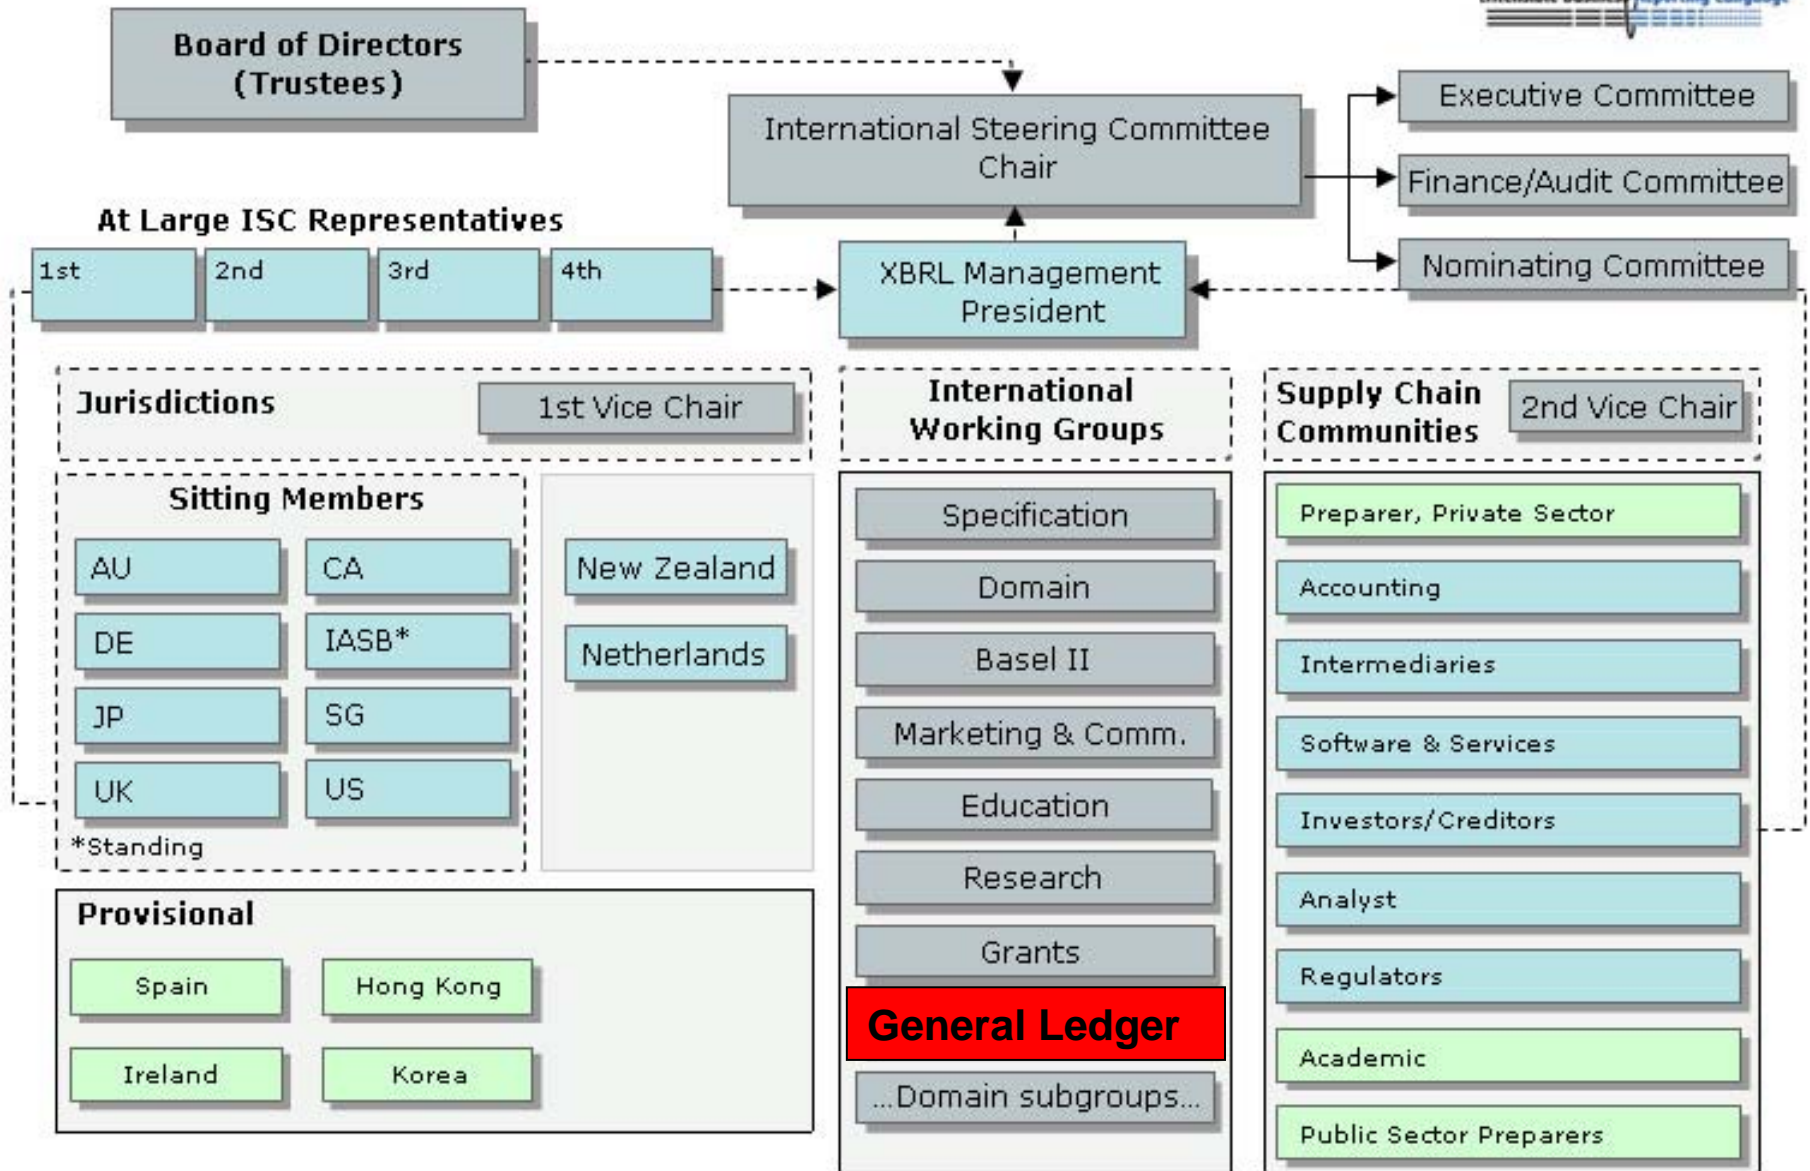 Reporting Language
Board of Directors
(Trustees)
International Steering Committee
Chair
Executive Committee
Finance/Audit Committee
Nominating Committee
At Large ISC Representatives
1st
2nd
3rd
4th
XBRL Management
President
Jurisdictions
1st Vice Chair
International
Working Groups
Supply Chain
Communities
2nd Vice Chair
Sitting Members
AU
CA
DE
IASB*
JP
SG
UK
US
*Standing
New Zealand
Netherlands
Provisional
Spain
Hong Kong
Ireland
Korea
Specification
Domain
Basel II
Marketing & Comm.
Education
Research
Grants
General Ledger
...Domain subgroups...
Preparer, Private Sector
Accounting
Intermediaries
Software & Services
Investors/Creditors
Analyst
Regulators
Academic
Public Sector Preparers